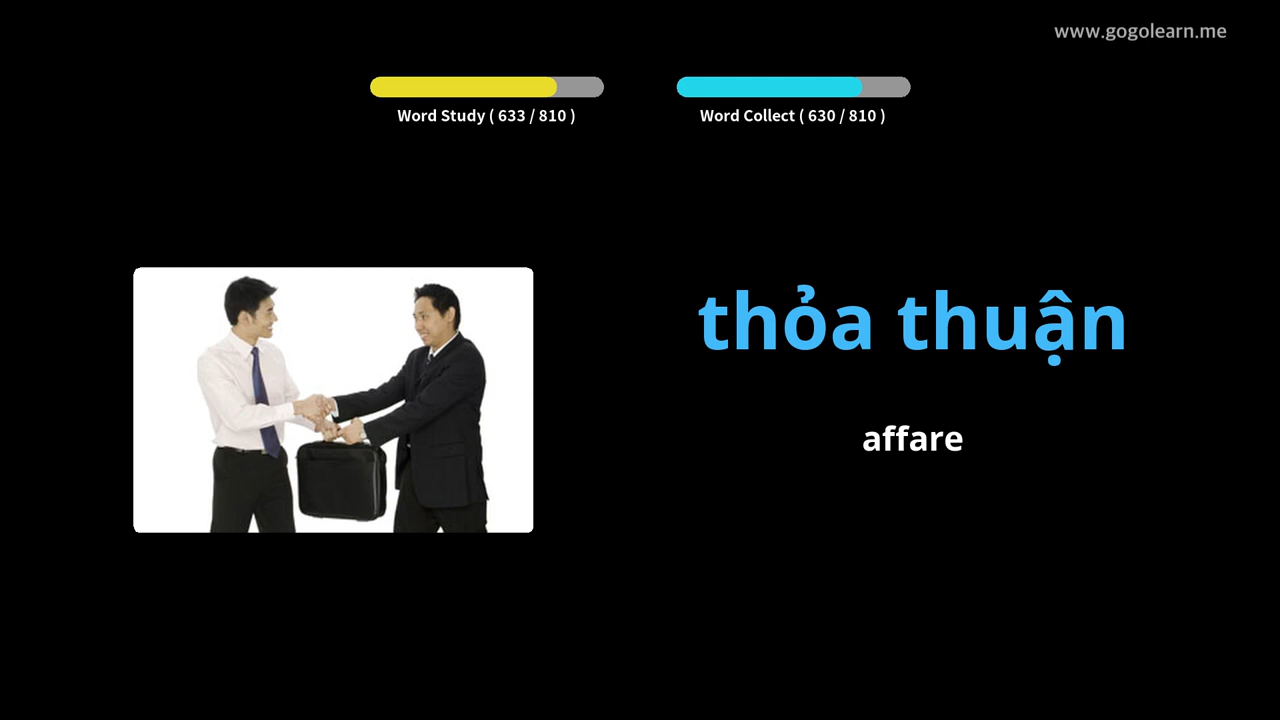 www.gogolearn.me
Word Study ( 633 / 810 )
Word Collect ( 630 / 810 )
thỏa thuận
affare